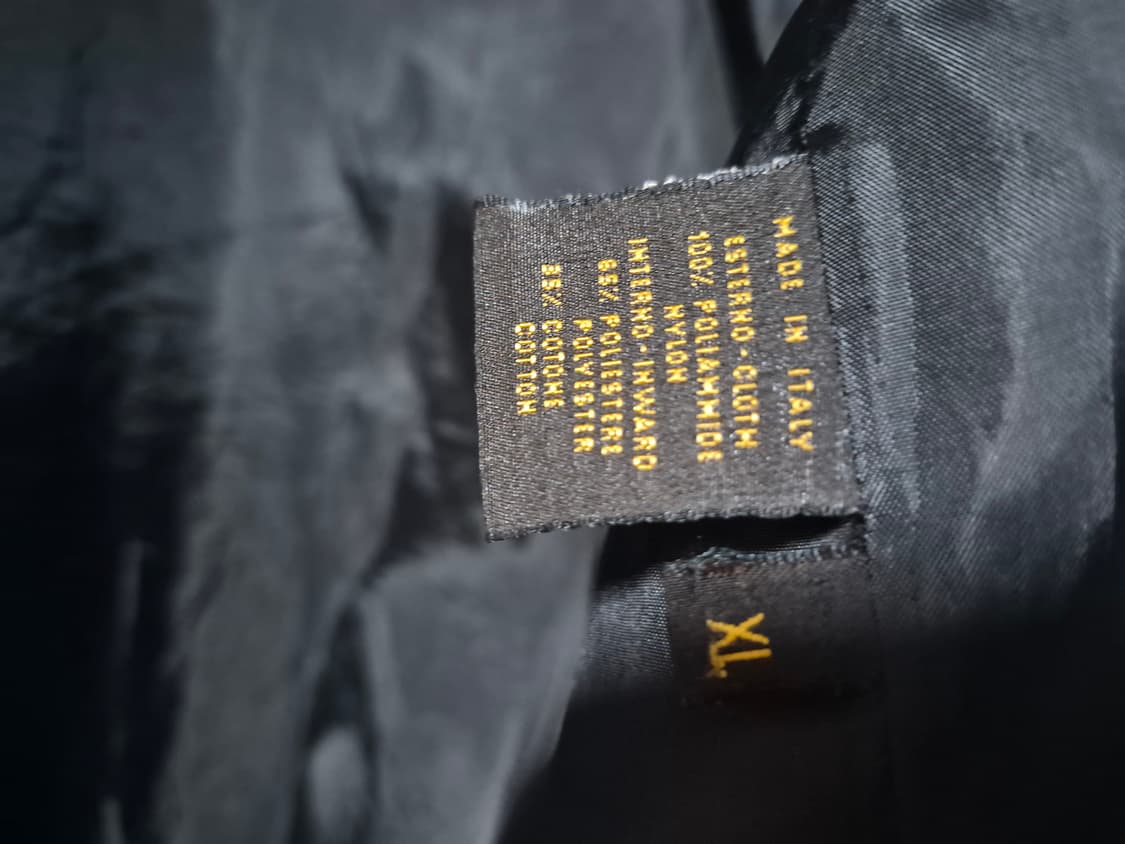 MADE IN ITALY
ESTERNO-CLOTH
100% POLIAMMIDE
NYLON
INTERNO-INWARD
65% POLIESTERE
POLYESTER
35% COTONE
COTTON
XL